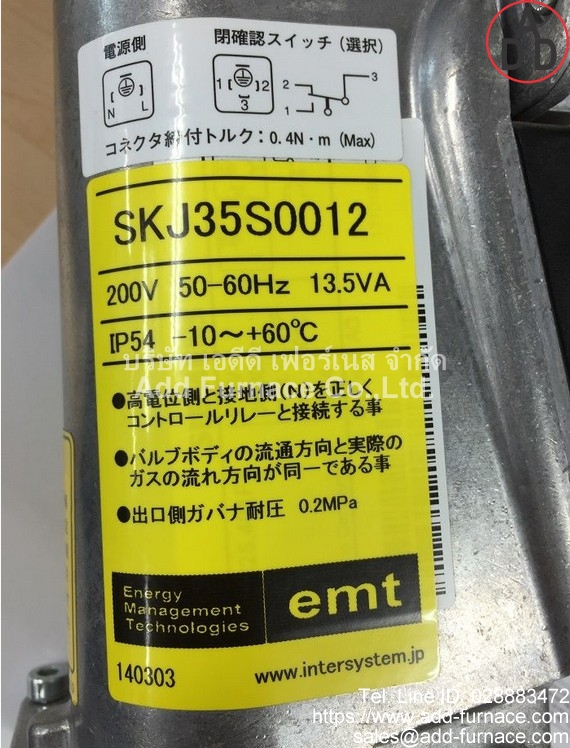 ADD
電源側
閉確認スイッチ(選択)
N L
1 2
3
2
3
1
コネクタ締付トルク:0.4N・m (Max)
SKJ35S0012
200V 50-60Hz 13.5VA
IP54 -10~+60℃
บริษัท เอดีดี เฟอร์เนส จำกัด
Add Furnace Co.,Ltd.
●高電位側と接地側(N)を正しく
コントロールリレーと接続する事
●バルブボディの流通方向と実際の
ガスの流れ方向が同一である事
●出口側ガバナ耐圧 0.2MPa
Energy
Management
Technologies
emt
140303
www.intersystem.jp
Tel. Line ID. 028883472
https://www.add-furnace.com/
sales@add-furnace.com